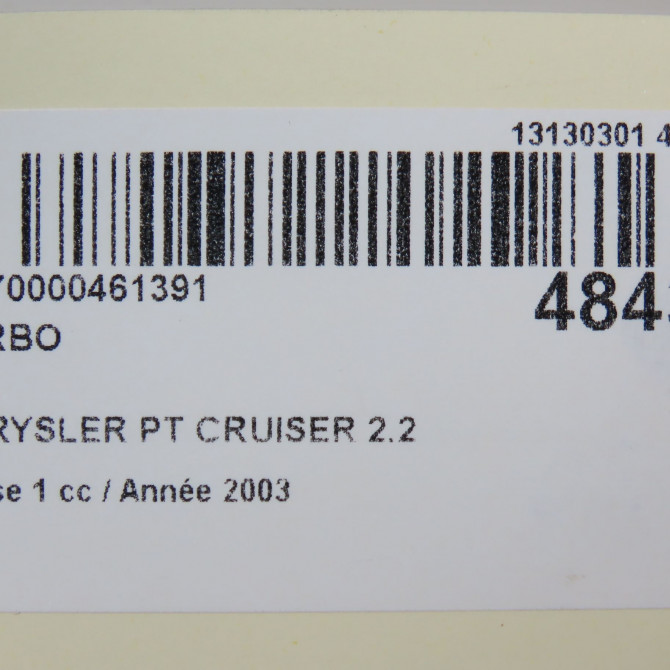 13130301 4
70000461391
484
RBO
RYSLER PT CRUISER 2.2
se 1 cc / Année 2003